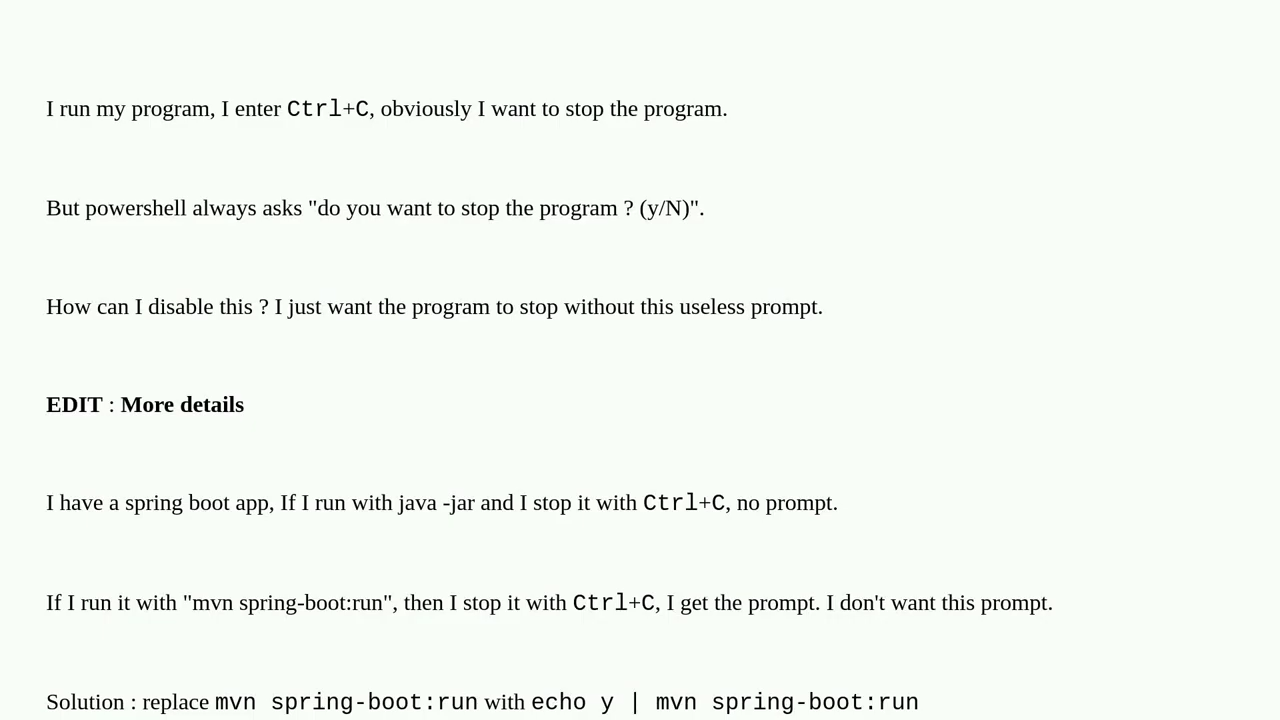 I run my program, I enter Ctrl+C, obviously I want to stop the program.
But powershell always asks "do you want to stop the program ? (y/N)".
How can I disable this ? I just want the program to stop without this useless prompt.
EDIT : More details
I have a spring boot app, If I run with java -jar and I stop it with Ctrl+C, no prompt.
If I run it with "mvn spring-boot:run", then I stop it with Ctrl+C, I get the prompt. I don't want this prompt.
Solution : replace mvn spring-boot:run with echo y | mvn spring-boot:run